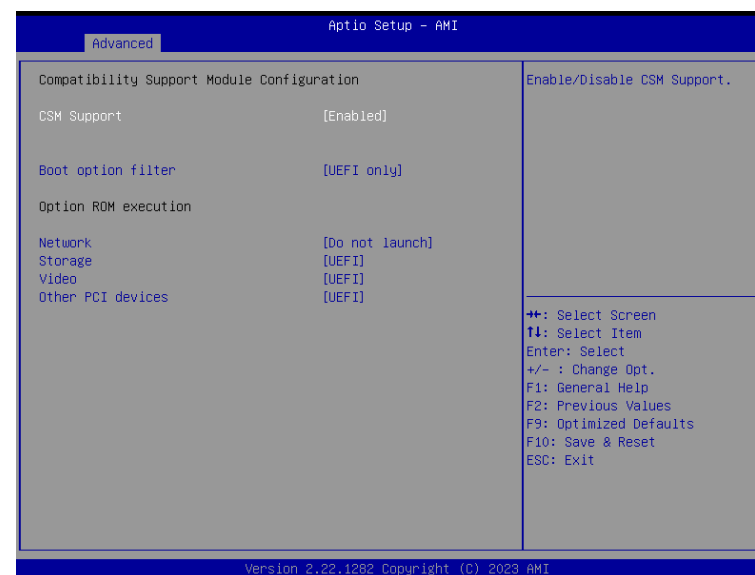 Aptio Setup – AMI
Advanced
Compatibility Support Module Configuration
CSM Support [Enabled]
Boot option filter [UEFI only]
Option ROM execution
Network [Do not launch]
Storage [UEFI]
Video [UEFI]
Other PCI devices [UEFI]
Enable/Disable CSM Support.
→←: Select Screen
↑↓: Select Item
Enter: Select
+/– : Change Opt.
F1: General Help
F2: Previous Values
F9: Optimized Defaults
F10: Save & Reset
ESC: Exit
Version 2.22.1282 Copyright (C) 2023 AMI